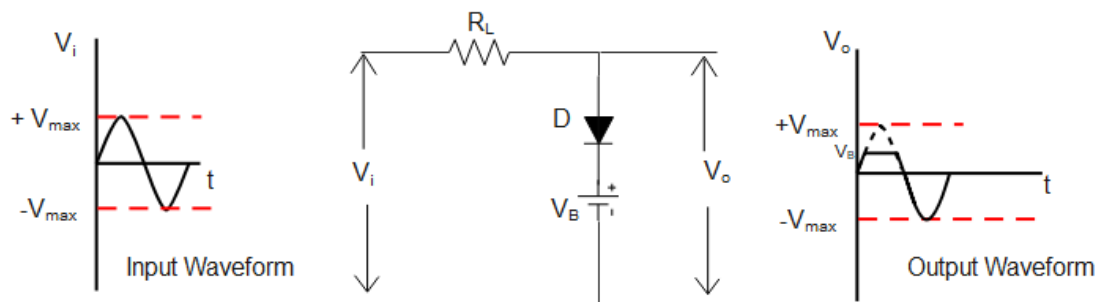 Vi
+ Vmax
t
-Vmax
Input Waveform
RL
D
Vi
VB
+
-
Vo
Vo
+Vmax
VB
t
-Vmax
Output Waveform